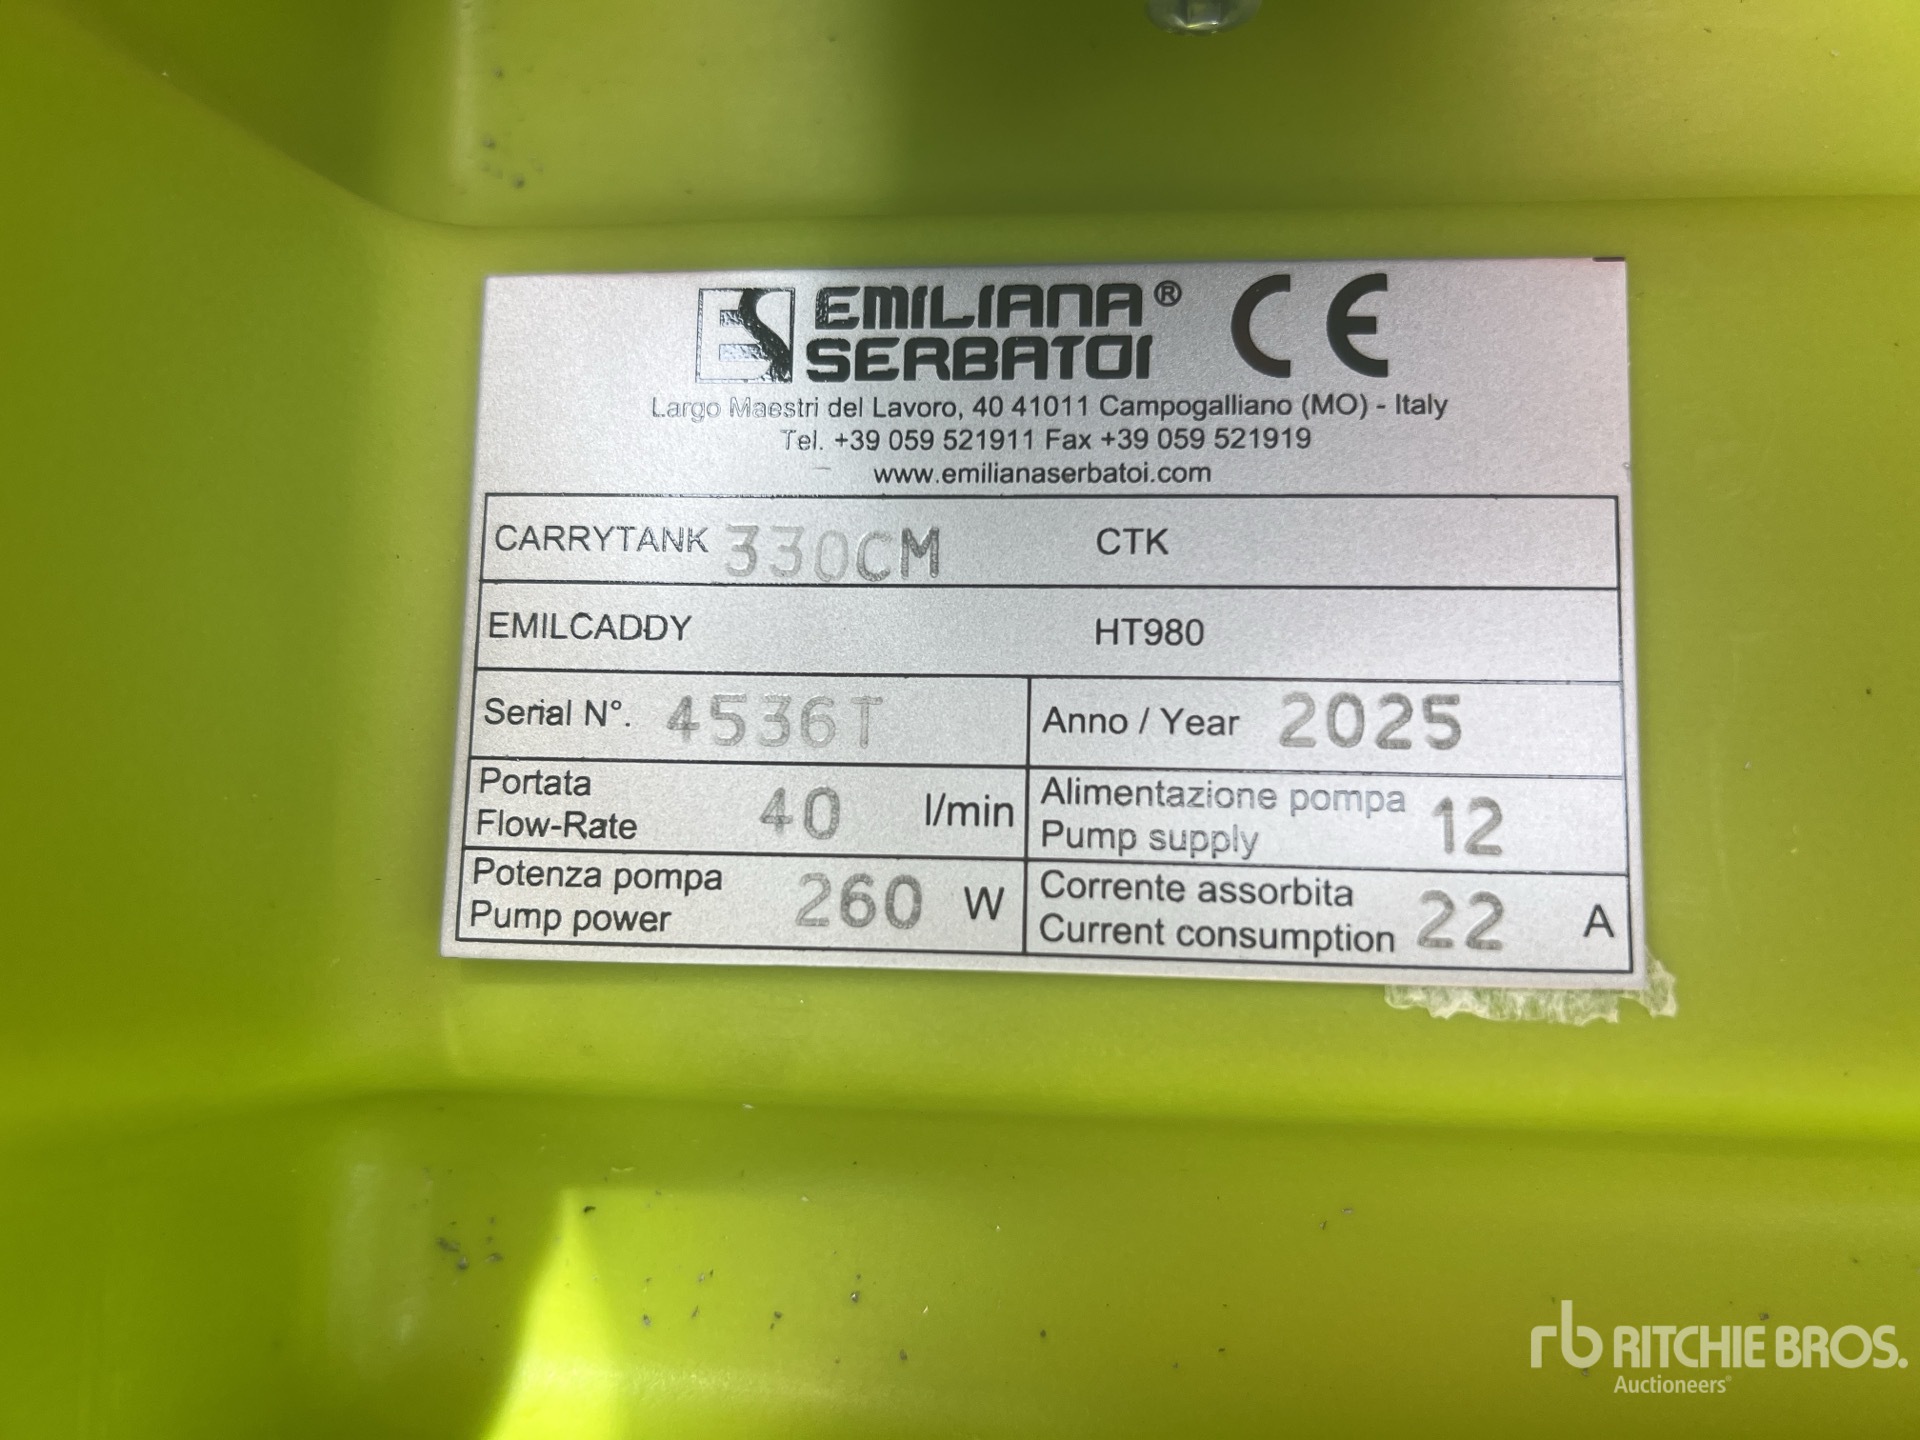 ES EMILIANA® CE
SERBATOI
Largo Maestri del Lavoro, 40 41011 Campogalliano (MO) - Italy
Tel. +39 059 521911 Fax +39 059 521919
www.emilianaserbatoi.com
CARRYTANK 330CM CTK
EMILCADDY HT980
Serial N°. 4536T Anno / Year 2025
Portata
Flow-Rate 40 l/min
Alimentazione pompa
Pump supply 12
Potenza pompa
Pump power 260 W
Corrente assorbita
Current consumption 22 A
rb RITCHIE BROS.
Auctioneers